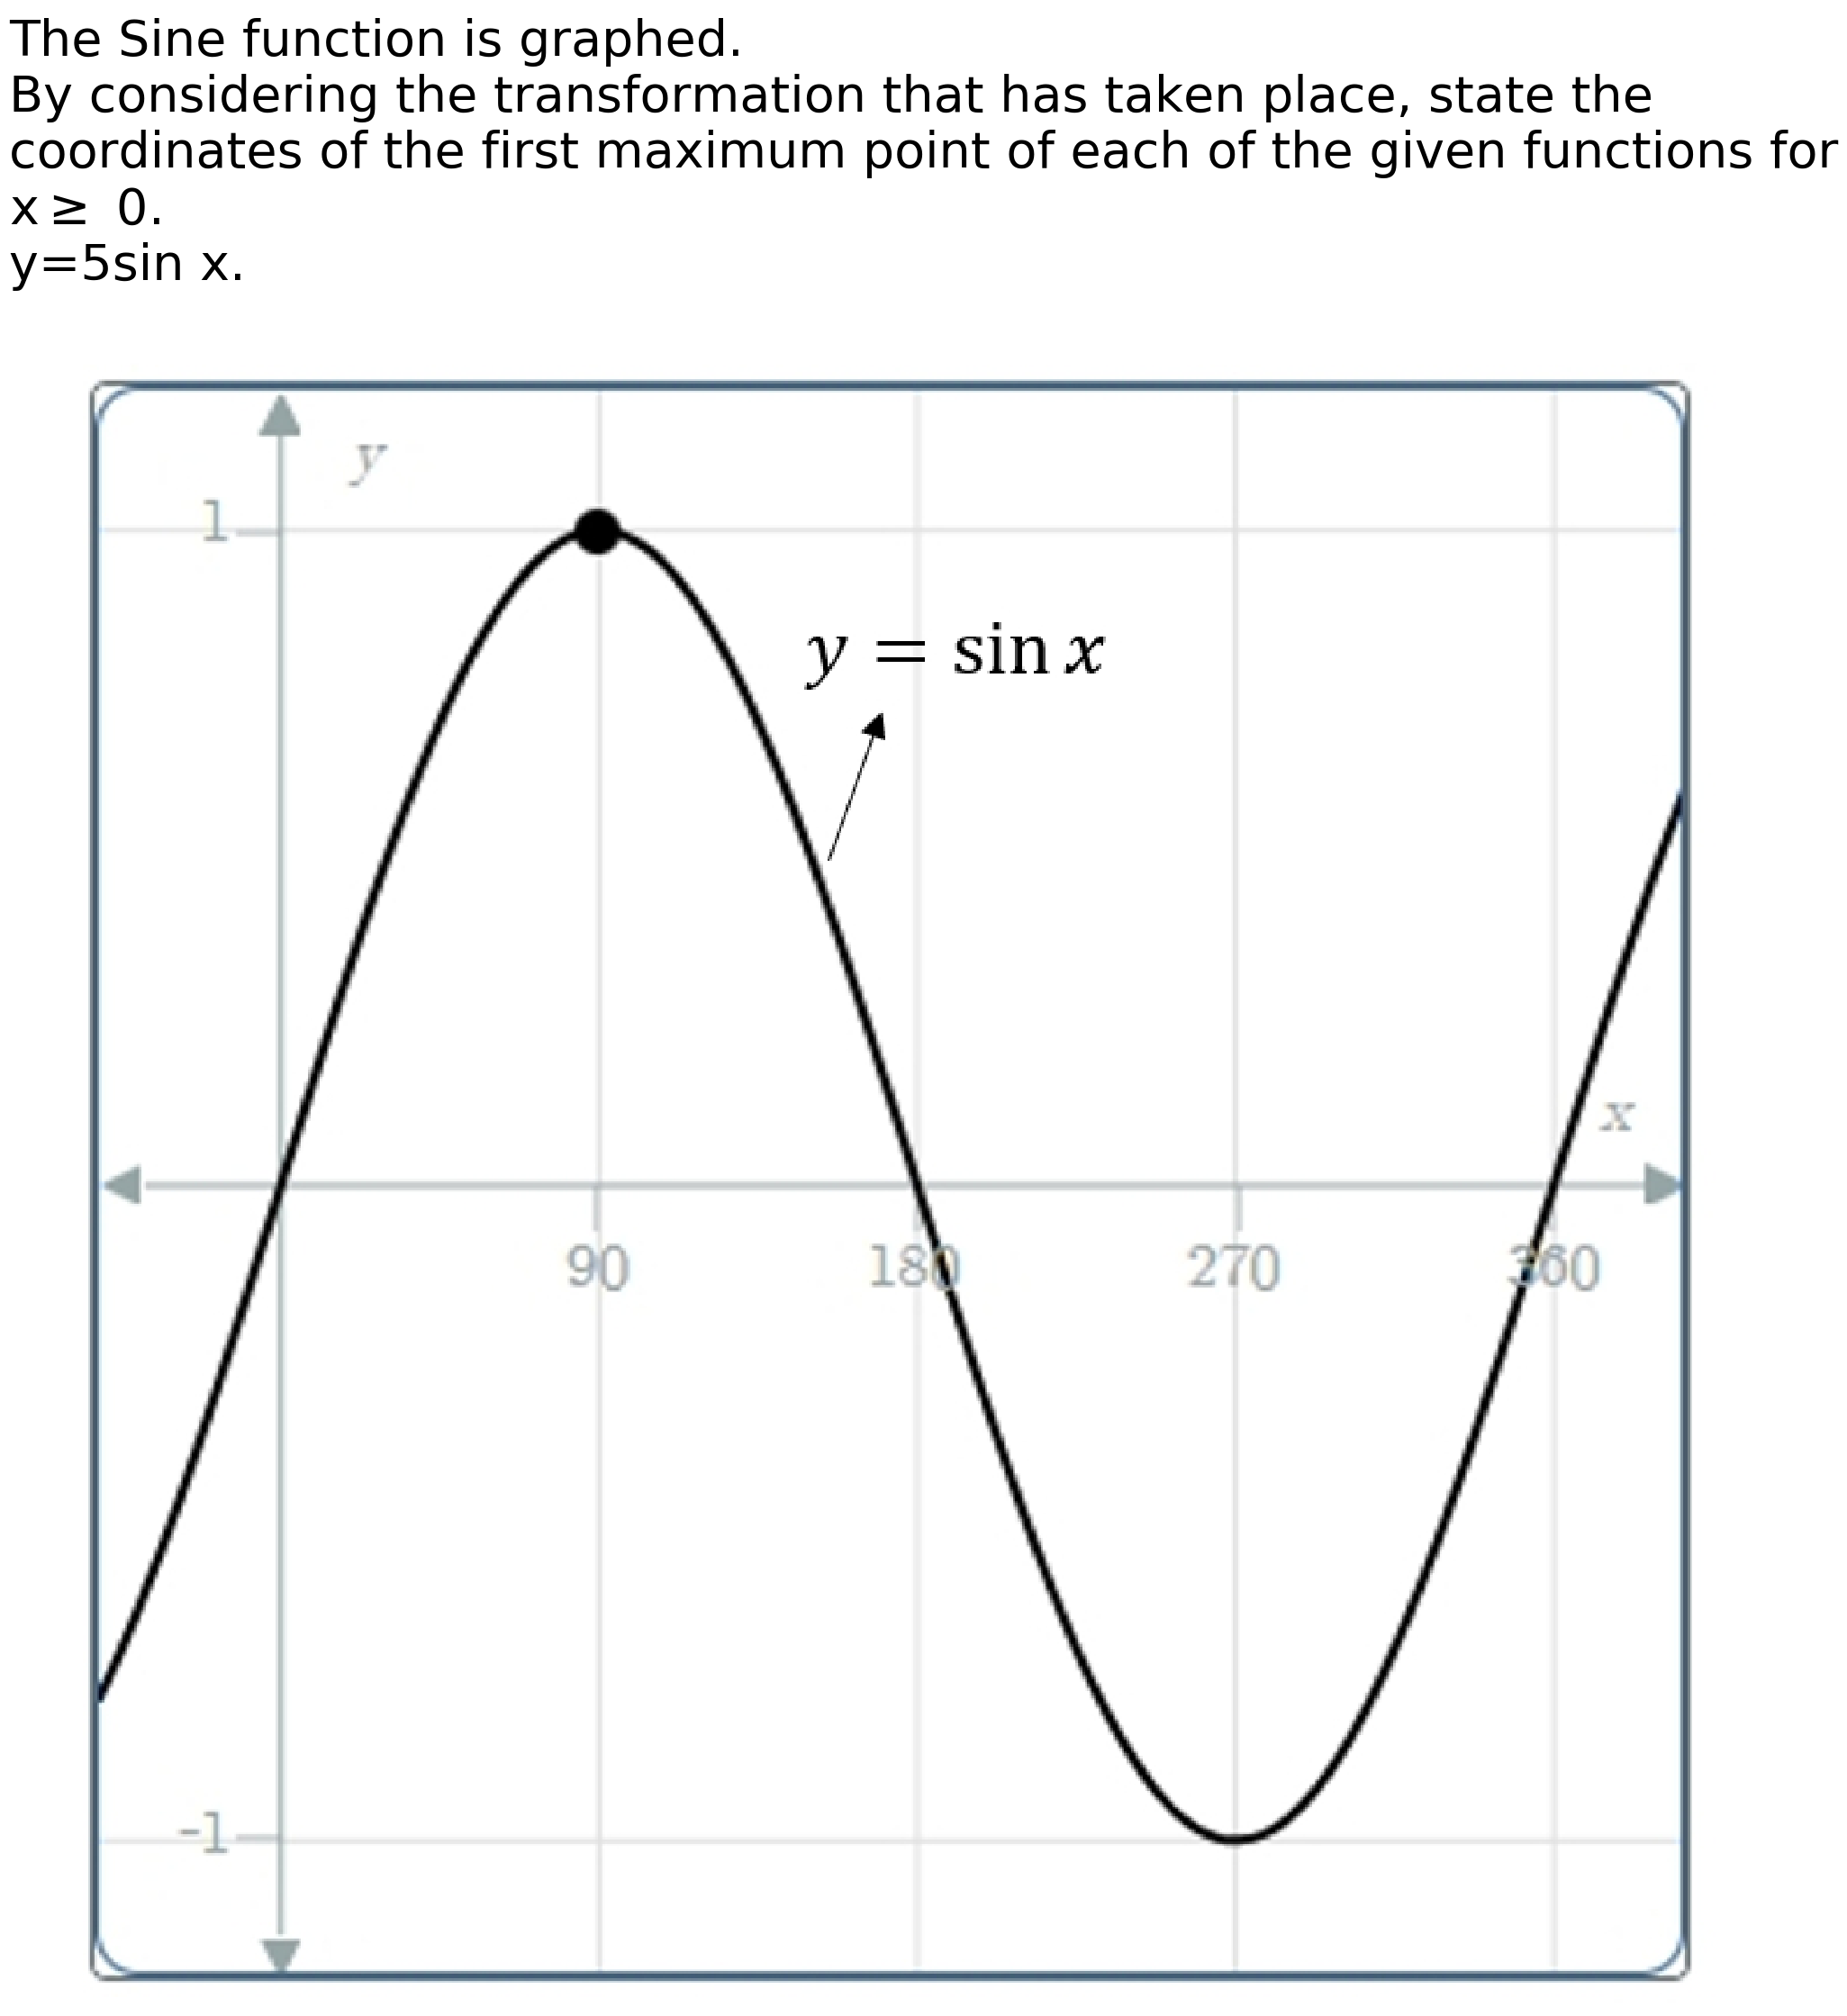 The Sine function is graphed.
By considering the transformation that has taken place, state the
coordinates of the first maximum point of each of the given functions for
x ≥ 0.
y=5sin x.
y
1
y = sin x
x
90 180 270 360
-1